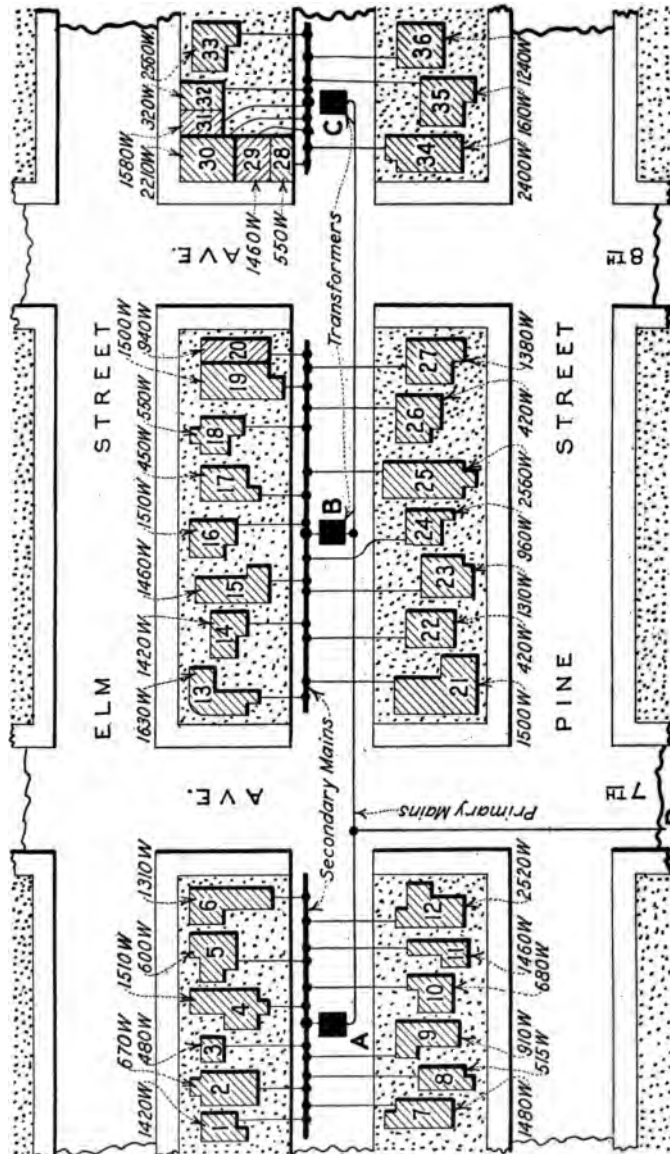 ELM STREET
1420W
670W
480W
1510W
600W
1310W
1630W
1420W
1460W
1510W
450W
550W
1500W
940W
1580W
2210W
320W
2560W
1 2 3 4 5 6
13 14 15 16 17 18 19 20
30 31 32 33
29
28
1460W
550W
AVE.
AVE.
Secondary Mains
A
B
C
Transformers
Primary Mains
7 8 9 10 11 12
21 22 23 24 25 26 27
34 35 36
1480W
515W
910W
680W
1460W
2520W
1500W
420W
1310W
960W
2560W
420W
1380W
2400W
1610W
1240W
7TH
8TH
PINE STREET